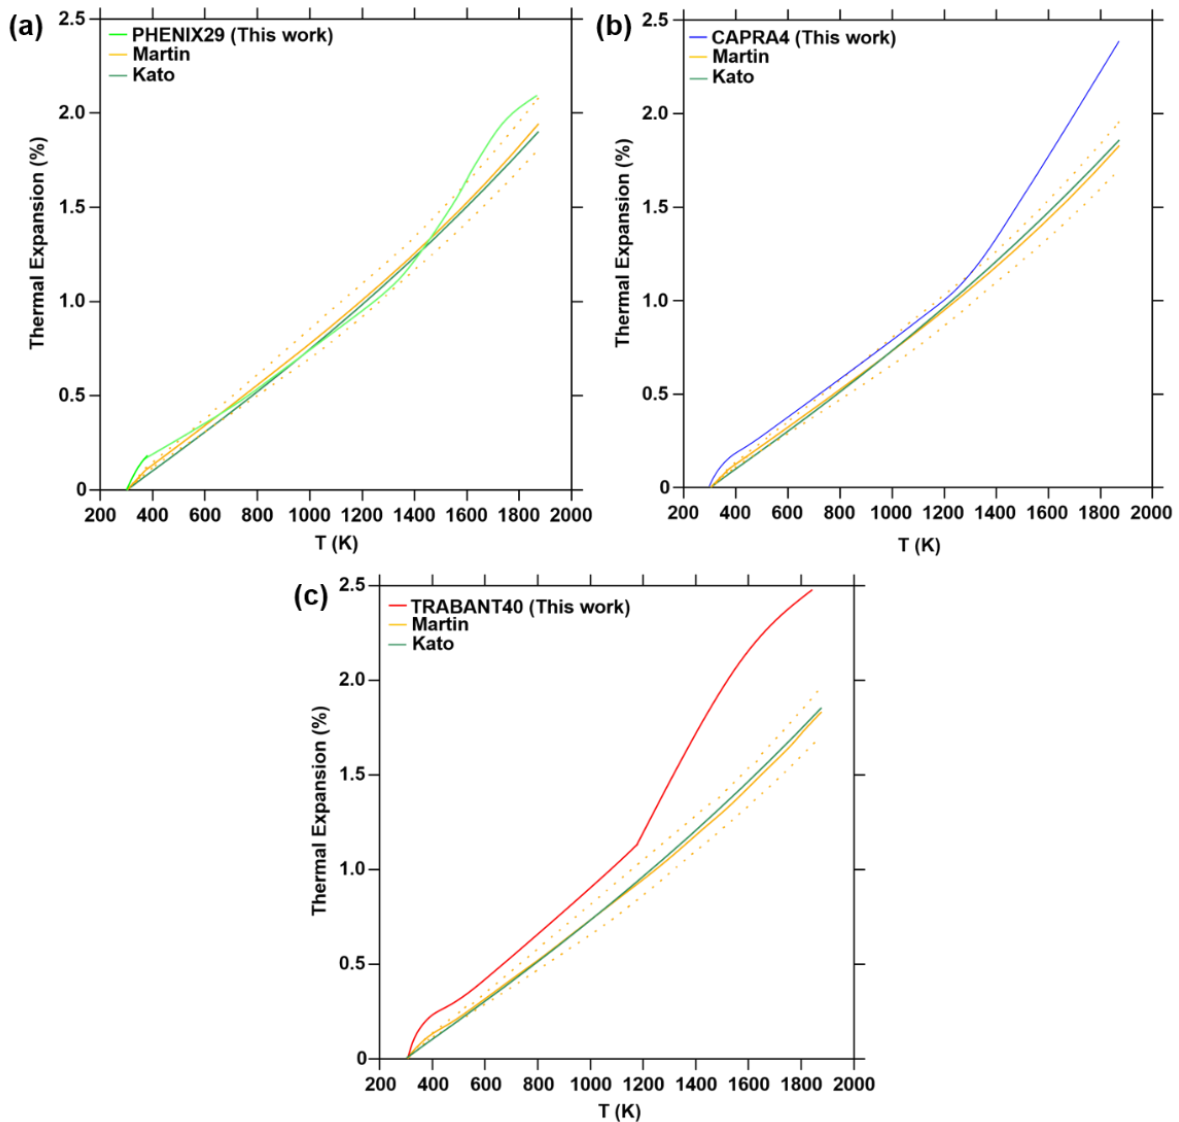 (a)
PHENIX29 (This work)
Martin
Kato
2.5
2.0
1.5
1.0
0.5
0
Thermal Expansion (%)
200 400 600 800 1000 1200 1400 1600 1800 2000
T (K)
(b)
CAPRA4 (This work)
Martin
Kato
2.5
2.0
1.5
1.0
0.5
0
Thermal Expansion (%)
200 400 600 800 1000 1200 1400 1600 1800 2000
T (K)
(c)
TRABANT40 (This work)
Martin
Kato
2.5
2.0
1.5
1.0
0.5
0
Thermal Expansion (%)
200 400 600 800 1000 1200 1400 1600 1800 2000
T (K)